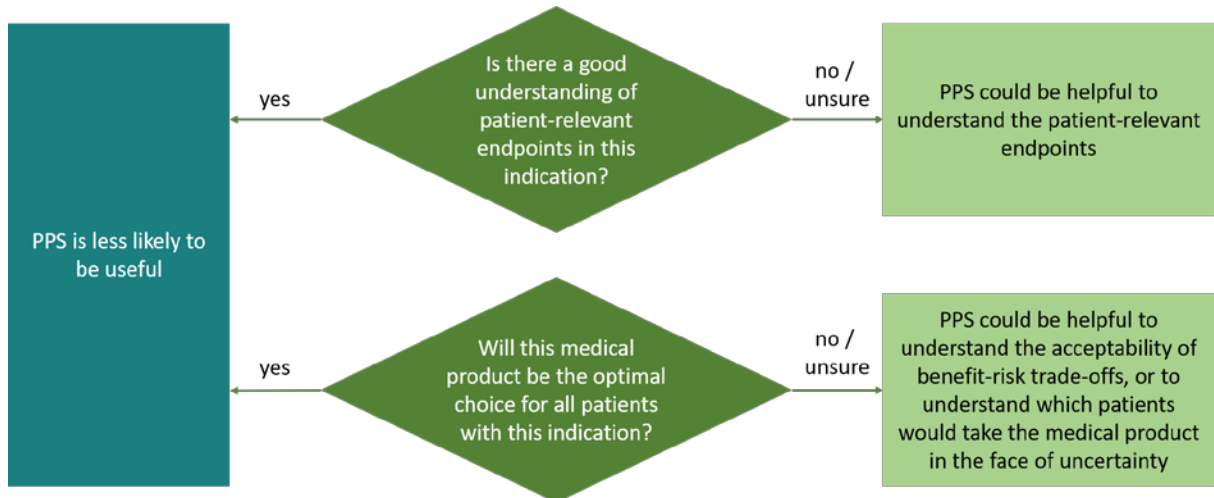 PPS is less likely to
be useful
yes
Is there a good
understanding of
patient-relevant
endpoints in this
indication?
no /
unsure
PPS could be helpful to
understand the patient-relevant
endpoints
yes
Will this medical
product be the optimal
choice for all patients
with this indication?
no /
unsure
PPS could be helpful to
understand the acceptability of
benefit-risk trade-offs, or to
understand which patients
would take the medical product
in the face of uncertainty